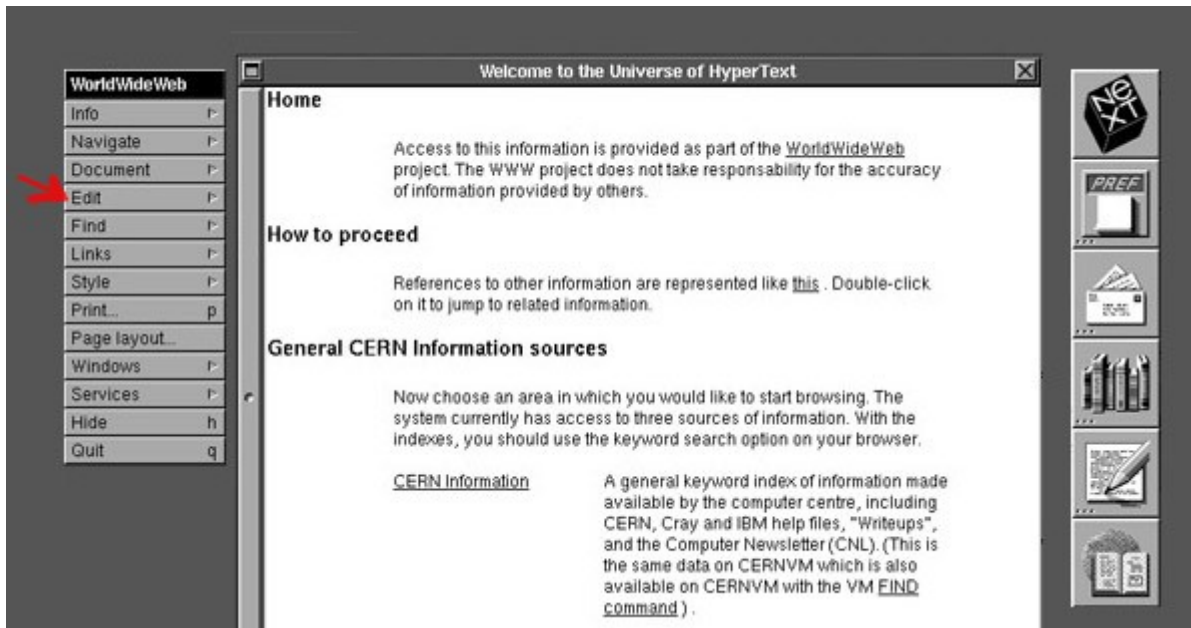 WorldWideWeb
Info
Navigate
Document
Edit
Find
Links
Style
Print... p
Page layout...
Windows
Services
Hide h
Quit q
Welcome to the Universe of HyperText
Home
Access to this information is provided as part of the WorldWideWeb
project. The WWW project does not take responsability for the accuracy
of information provided by others.
How to proceed
References to other information are represented like this . Double-click
on it to jump to related information.
General CERN Information sources
Now choose an area in which you would like to start browsing. The
system currently has access to three sources of information. With the
indexes, you should use the keyword search option on your browser.
CERN Information
A general keyword index of information made
available by the computer centre, including
CERN, Cray and IBM help files, "Writeups",
and the Computer Newsletter (CNL). (This is
the same data on CERNVM which is also
available on CERNVM with the VM FIND
command ) .
NeXT
PREF